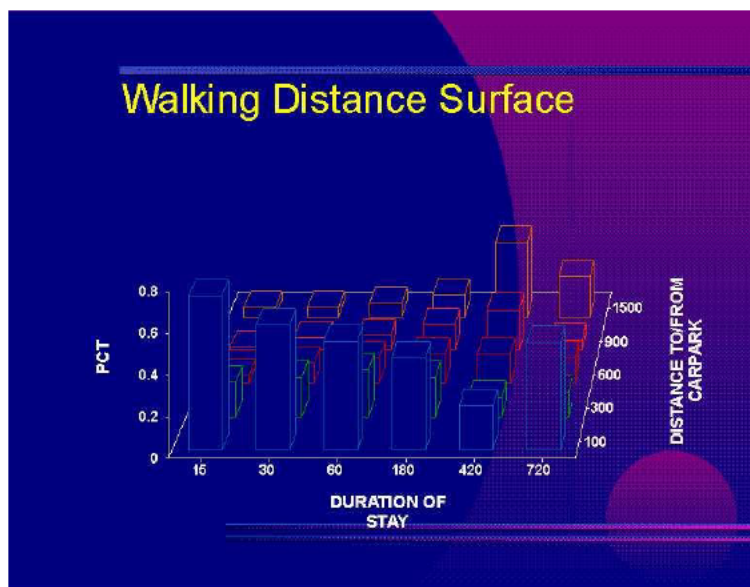 Walking Distance Surface
0.8
0.6
0.4
0.2
0
PCT
15
30
60
180
420
720
DURATION OF
STAY
1500
900
600
300
100
DISTANCE TO/FROM
CARPARK